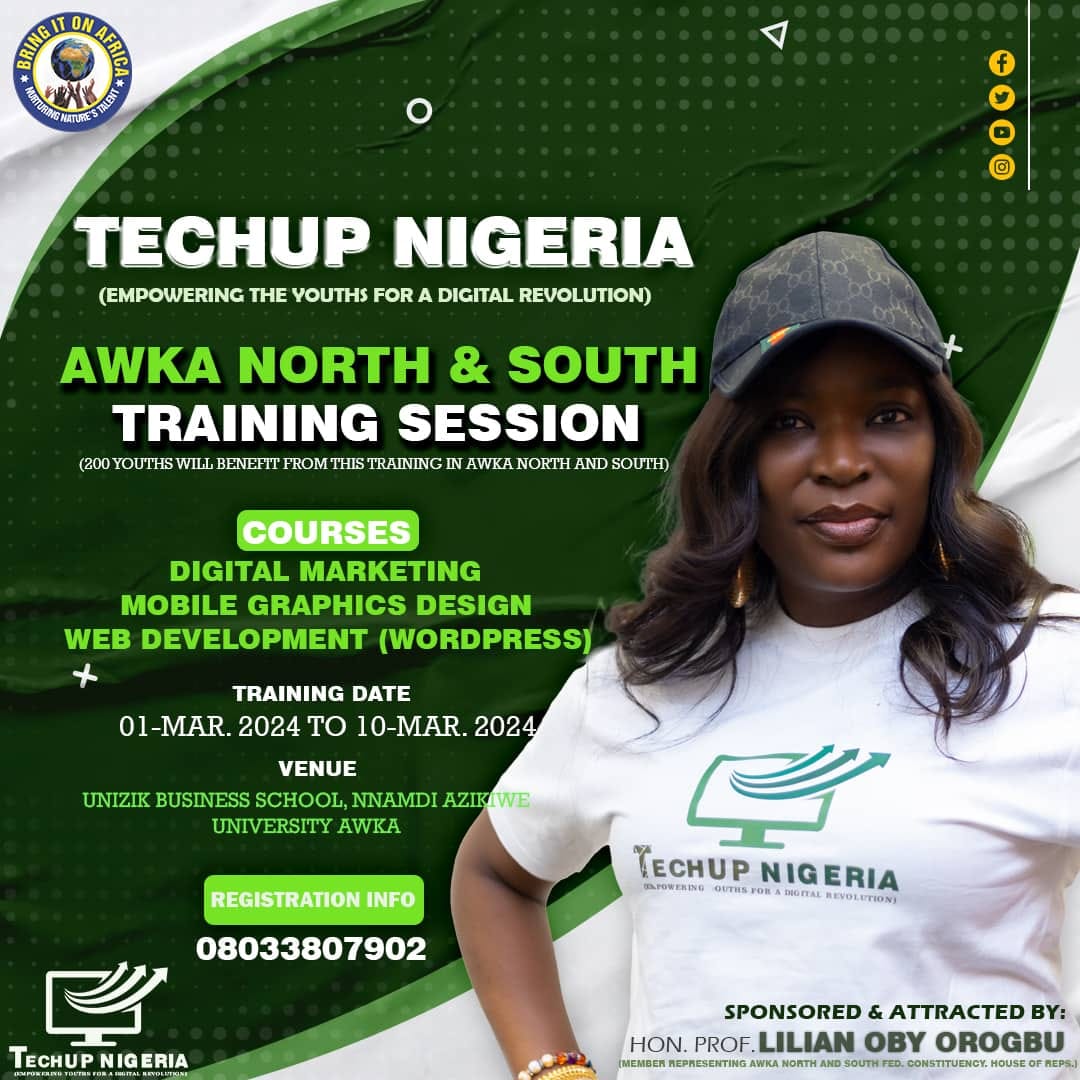 BRING IT ON AFRICA
NURTURING NATURE'S TALENT
TECHUP NIGERIA
(EMPOWERING THE YOUTHS FOR A DIGITAL REVOLUTION)
AWKA NORTH & SOUTH
TRAINING SESSION
(200 YOUTHS WILL BENEFIT FROM THIS TRAINING IN AWKA NORTH AND SOUTH)
COURSES
DIGITAL MARKETING
MOBILE GRAPHICS DESIGN
WEB DEVELOPMENT (WORDPRESS)
TRAINING DATE
01-MAR. 2024 TO 10-MAR. 2024
VENUE
UNIZIK BUSINESS SCHOOL, NNAMDI AZIKIWE
UNIVERSITY AWKA
REGISTRATION INFO
08033807902
TECHUP NIGERIA
(EMPOWERING YOUTHS FOR A DIGITAL REVOLUTION)
TECHUP NIGERIA
OUTHS FOR A DIGITAL REVOLUTION)
SPONSORED & ATTRACTED BY:
HON. PROF. LILIAN OBY OROGBU
(MEMBER REPRESENTING AWKA NORTH AND SOUTH FED. CONSTITUENCY. HOUSE OF REPS.)